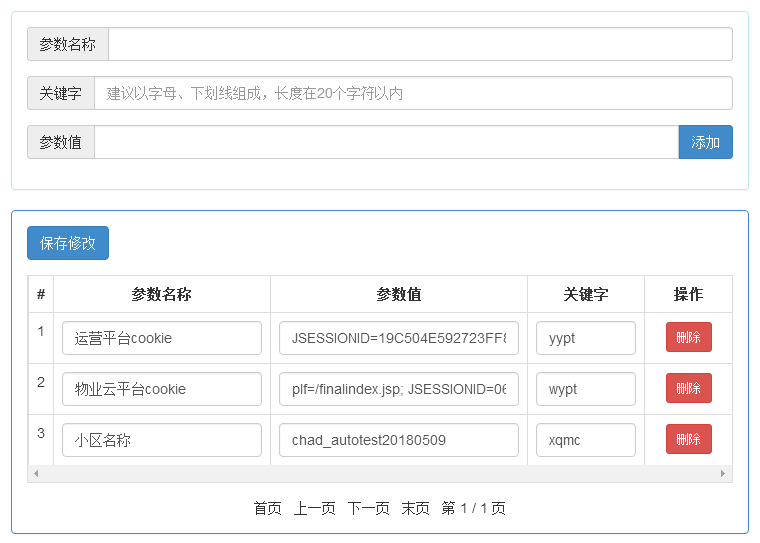 参数名称
关键字 建议以字母、下划线组成，长度在20个字符以内
参数值 添加
保存修改
# 参数名称 参数值 关键字 操作
1 运营平台cookie JSESSIONID=19C504E592723FF8 yypt 删除
2 物业云平台cookie plf=/finalindex.jsp; JSESSIONID=06 wypt 删除
3 小区名称 chad_autotest20180509 xqmc 删除
首页 上一页 下一页 末页 第 1 / 1 页